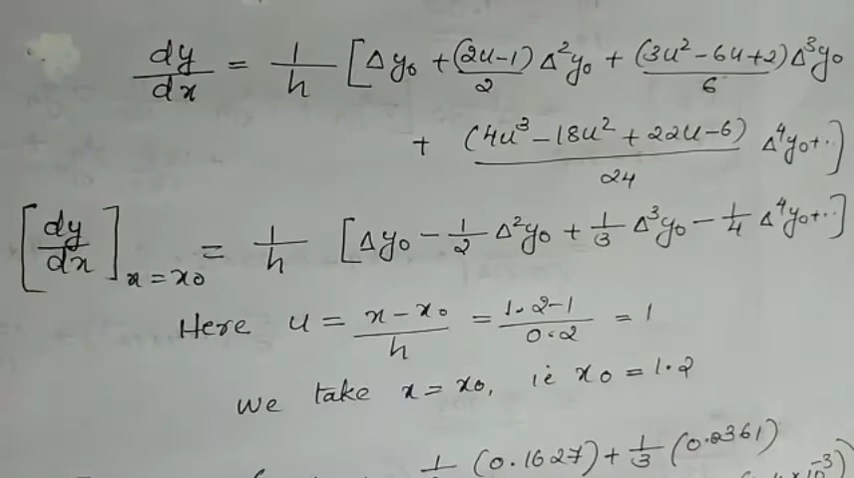 dy/dx = 1/h [Δy₀ + (2u-1)/2 Δ²y₀ + (3u²-6u+2)/6 Δ³y₀
+ (4u³-18u²+22u-6)/24 Δ⁴y₀+..]
[dy/dx]ₓ₌ₓ₀ = 1/h [Δy₀ - 1/2 Δ²y₀ + 1/3 Δ³y₀ - 1/4 Δ⁴y₀+..]
Here u = x-x₀/h = 1.2-1/0.2 = 1
We take x = x₀, ie x₀ = 1.2
(0.1627) + 1/3 (0.0361)